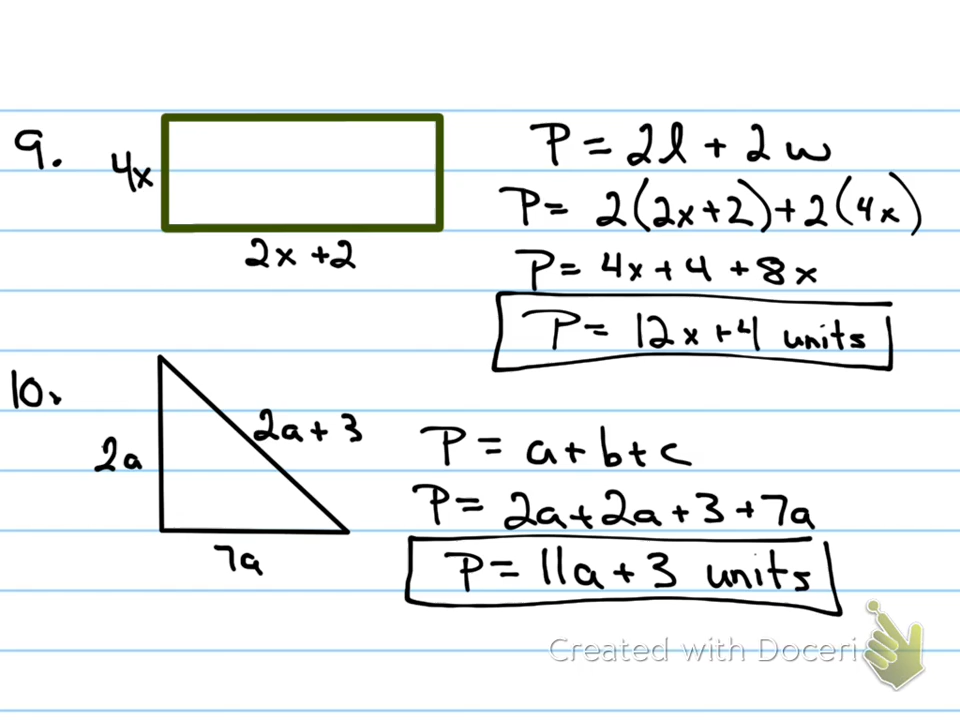 9.
4x
2x + 2
P = 2l + 2w
P = 2(2x+2)+2(4x)
P = 4x+4 +8x
P = 12x+4 units
10.
2a
2a+3
7a
P = a+b+c
P = 2a+2a+3+7a
P = 11a+3 units
Created with Doceri